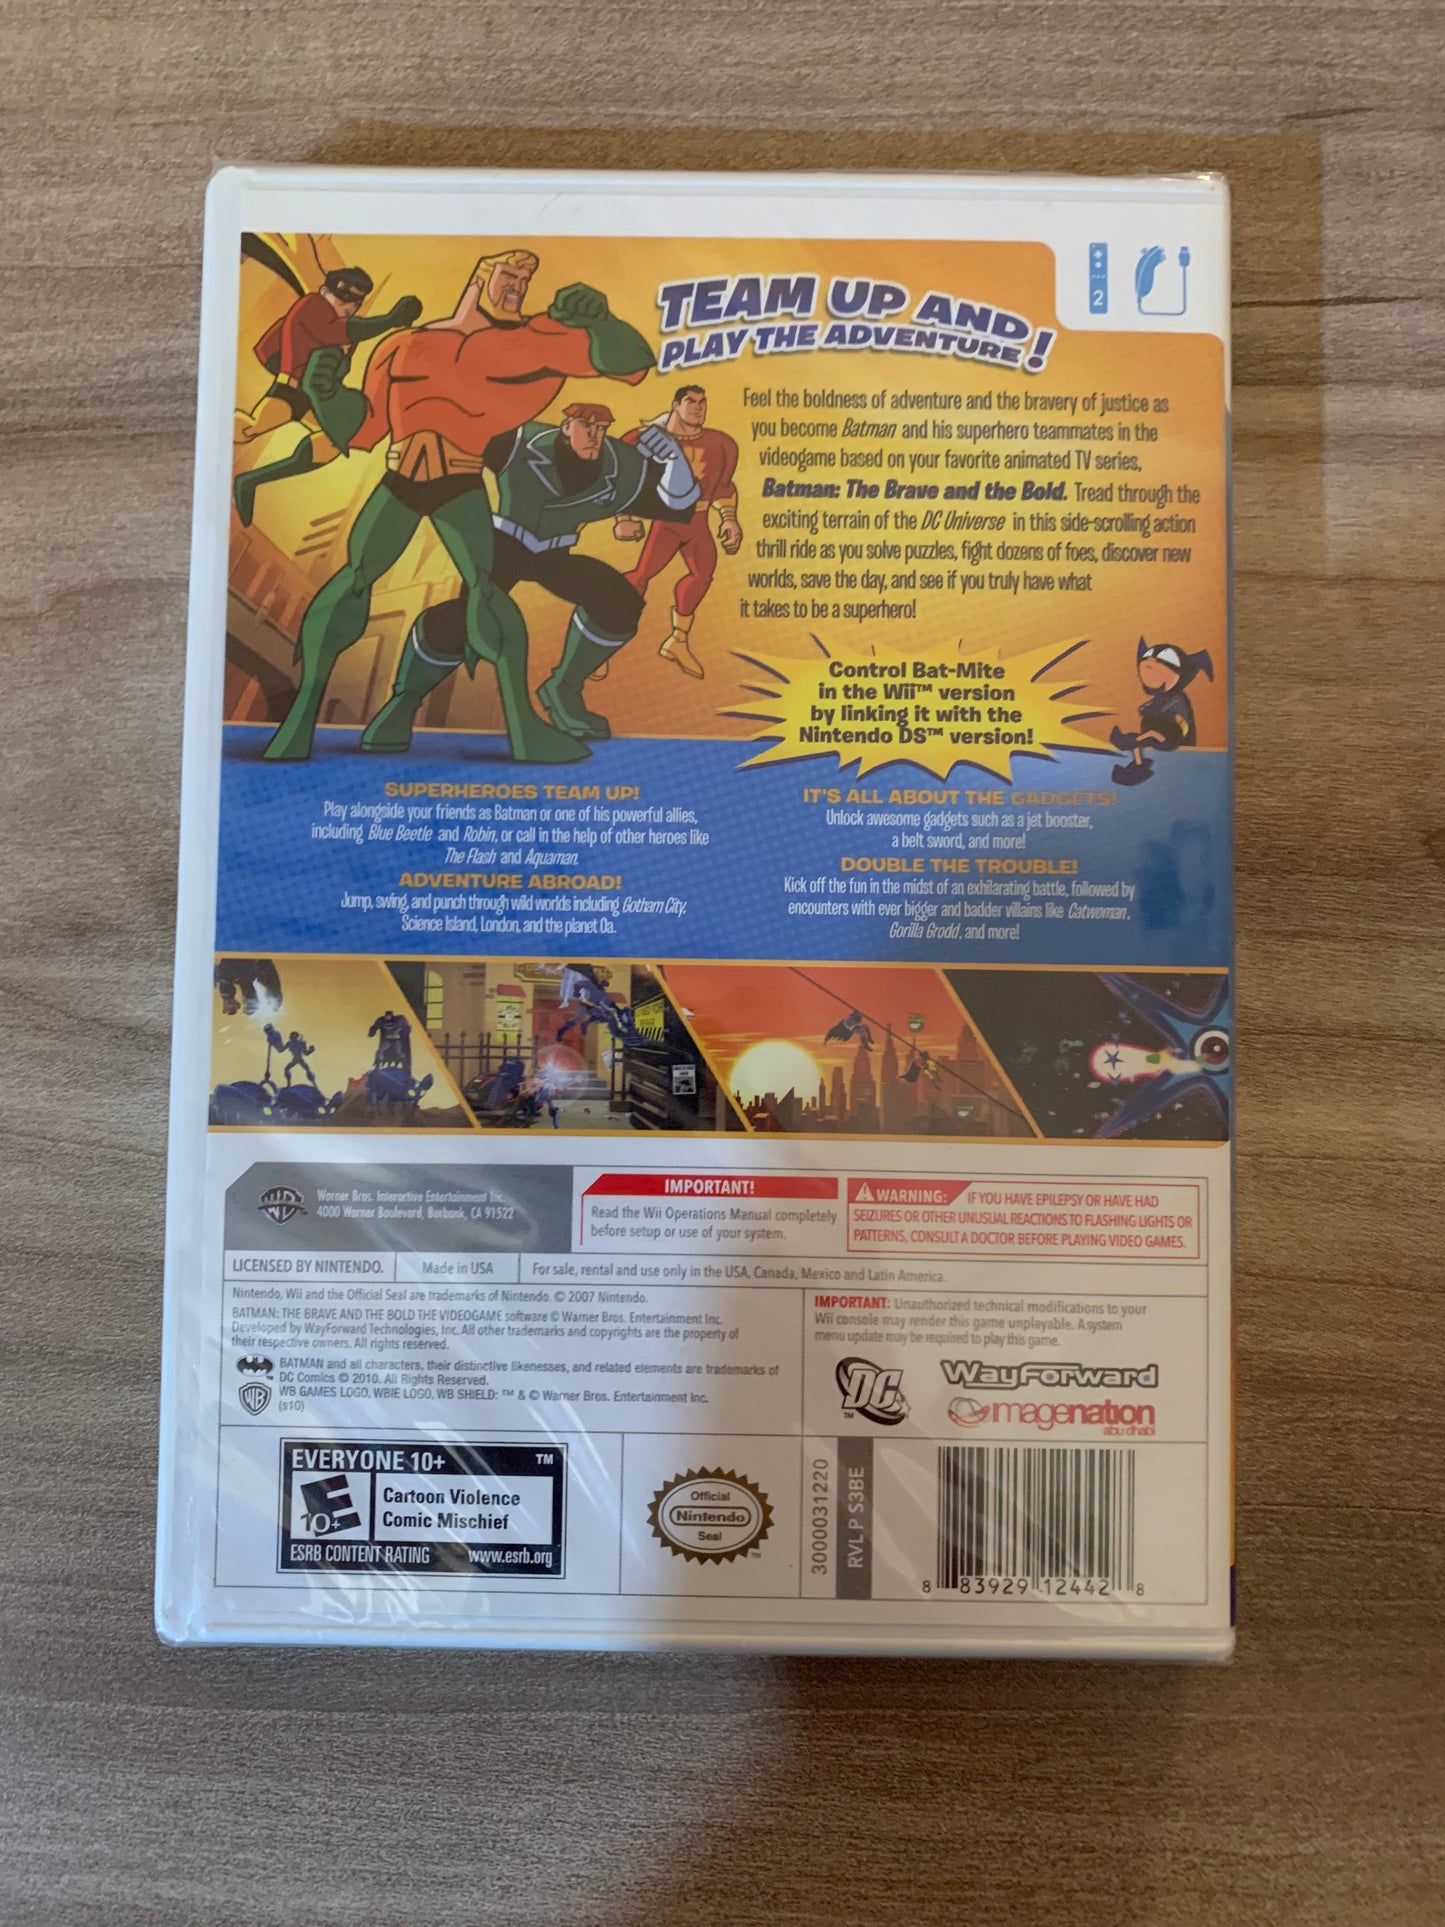 2
TEAM UP AND
PLAY THE ADVENTURE!
Feel the boldness of adventure and the bravery of justice as
you become Batman and his superhero teammates in the
videogame based on your favorite animated TV series,
Batman: The Brave and the Bold. Tread through the
exciting terrain of the DC Universe in this side-scrolling action
thrill ride as you solve puzzles, fight dozens of foes, discover new
worlds, save the day, and see if you truly have what
it takes to be a superhero!
Control Bat-Mite
in the Wii™ version
by linking it with the
Nintendo DS™ version!
SUPERHEROES TEAM UP!
Play alongside your friends as Batman or one of his powerful allies,
including Blue Beetle and Robin, or call in the help of other heroes like
The Flash and Aquaman.
ADVENTURE ABROAD!
Jump, swing, and punch through wild worlds including Gotham City,
Science Island, London, and the planet Oa.
IT'S ALL ABOUT THE GADGETS!
Unlock awesome gadgets such as a jet booster,
a belt sword, and more!
DOUBLE THE TROUBLE!
Kick off the fun in the midst of an exhilarating battle, followed by
encounters with ever bigger and badder villains like Catwoman,
Gorilla Grodd, and more!
Warner Bros. Interactive Entertainment Inc.
4000 Warner Boulevard, Burbank, CA 91522
IMPORTANT!
Read the Wii Operations Manual completely
before setup or use of your system.
WARNING: IF YOU HAVE EPILEPSY OR HAVE HAD
SEIZURES OR OTHER UNUSUAL REACTIONS TO FLASHING LIGHTS OR
PATTERNS, CONSULT A DOCTOR BEFORE PLAYING VIDEO GAMES.
LICENSED BY NINTENDO.
Made in USA
For sale, rental and use only in the USA, Canada, Mexico and Latin America.
Nintendo, Wii and the Official Seal are trademarks of Nintendo. © 2007 Nintendo.
BATMAN: THE BRAVE AND THE BOLD THE VIDEOGAME software © Warner Bros. Entertainment Inc.
Developed by WayForward Technologies, Inc. All other trademarks and copyrights are the property of
their respective owners. All rights reserved.
BATMAN and all characters, their distinctive likenesses, and related elements are trademarks of
DC Comics © 2010. All Rights Reserved.
WB GAMES LOGO, WBIE LOGO, WB SHIELD: ™ & © Warner Bros. Entertainment Inc.
(s10)
IMPORTANT: Unauthorized technical modifications to your
Wii console may render this game unplayable. A system
menu update may be required to play this game.
DC
WayForward
imagenation
abu dhabi
EVERYONE 10+ ™
E
10+
Cartoon Violence
Comic Mischief
ESRB CONTENT RATING www.esrb.org
Official
Nintendo
Seal
3000031220
RVL P S3BE
8 83929 12442 8